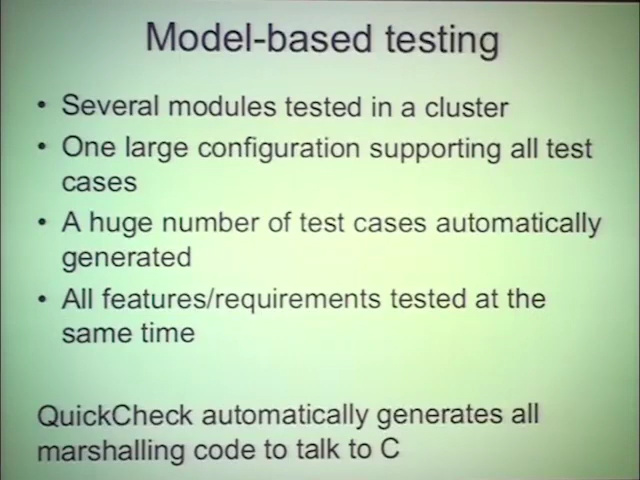 Model-based testing
• Several modules tested in a cluster
• One large configuration supporting all test
cases
• A huge number of test cases automatically
generated
• All features/requirements tested at the
same time
QuickCheck automatically generates all
marshalling code to talk to C